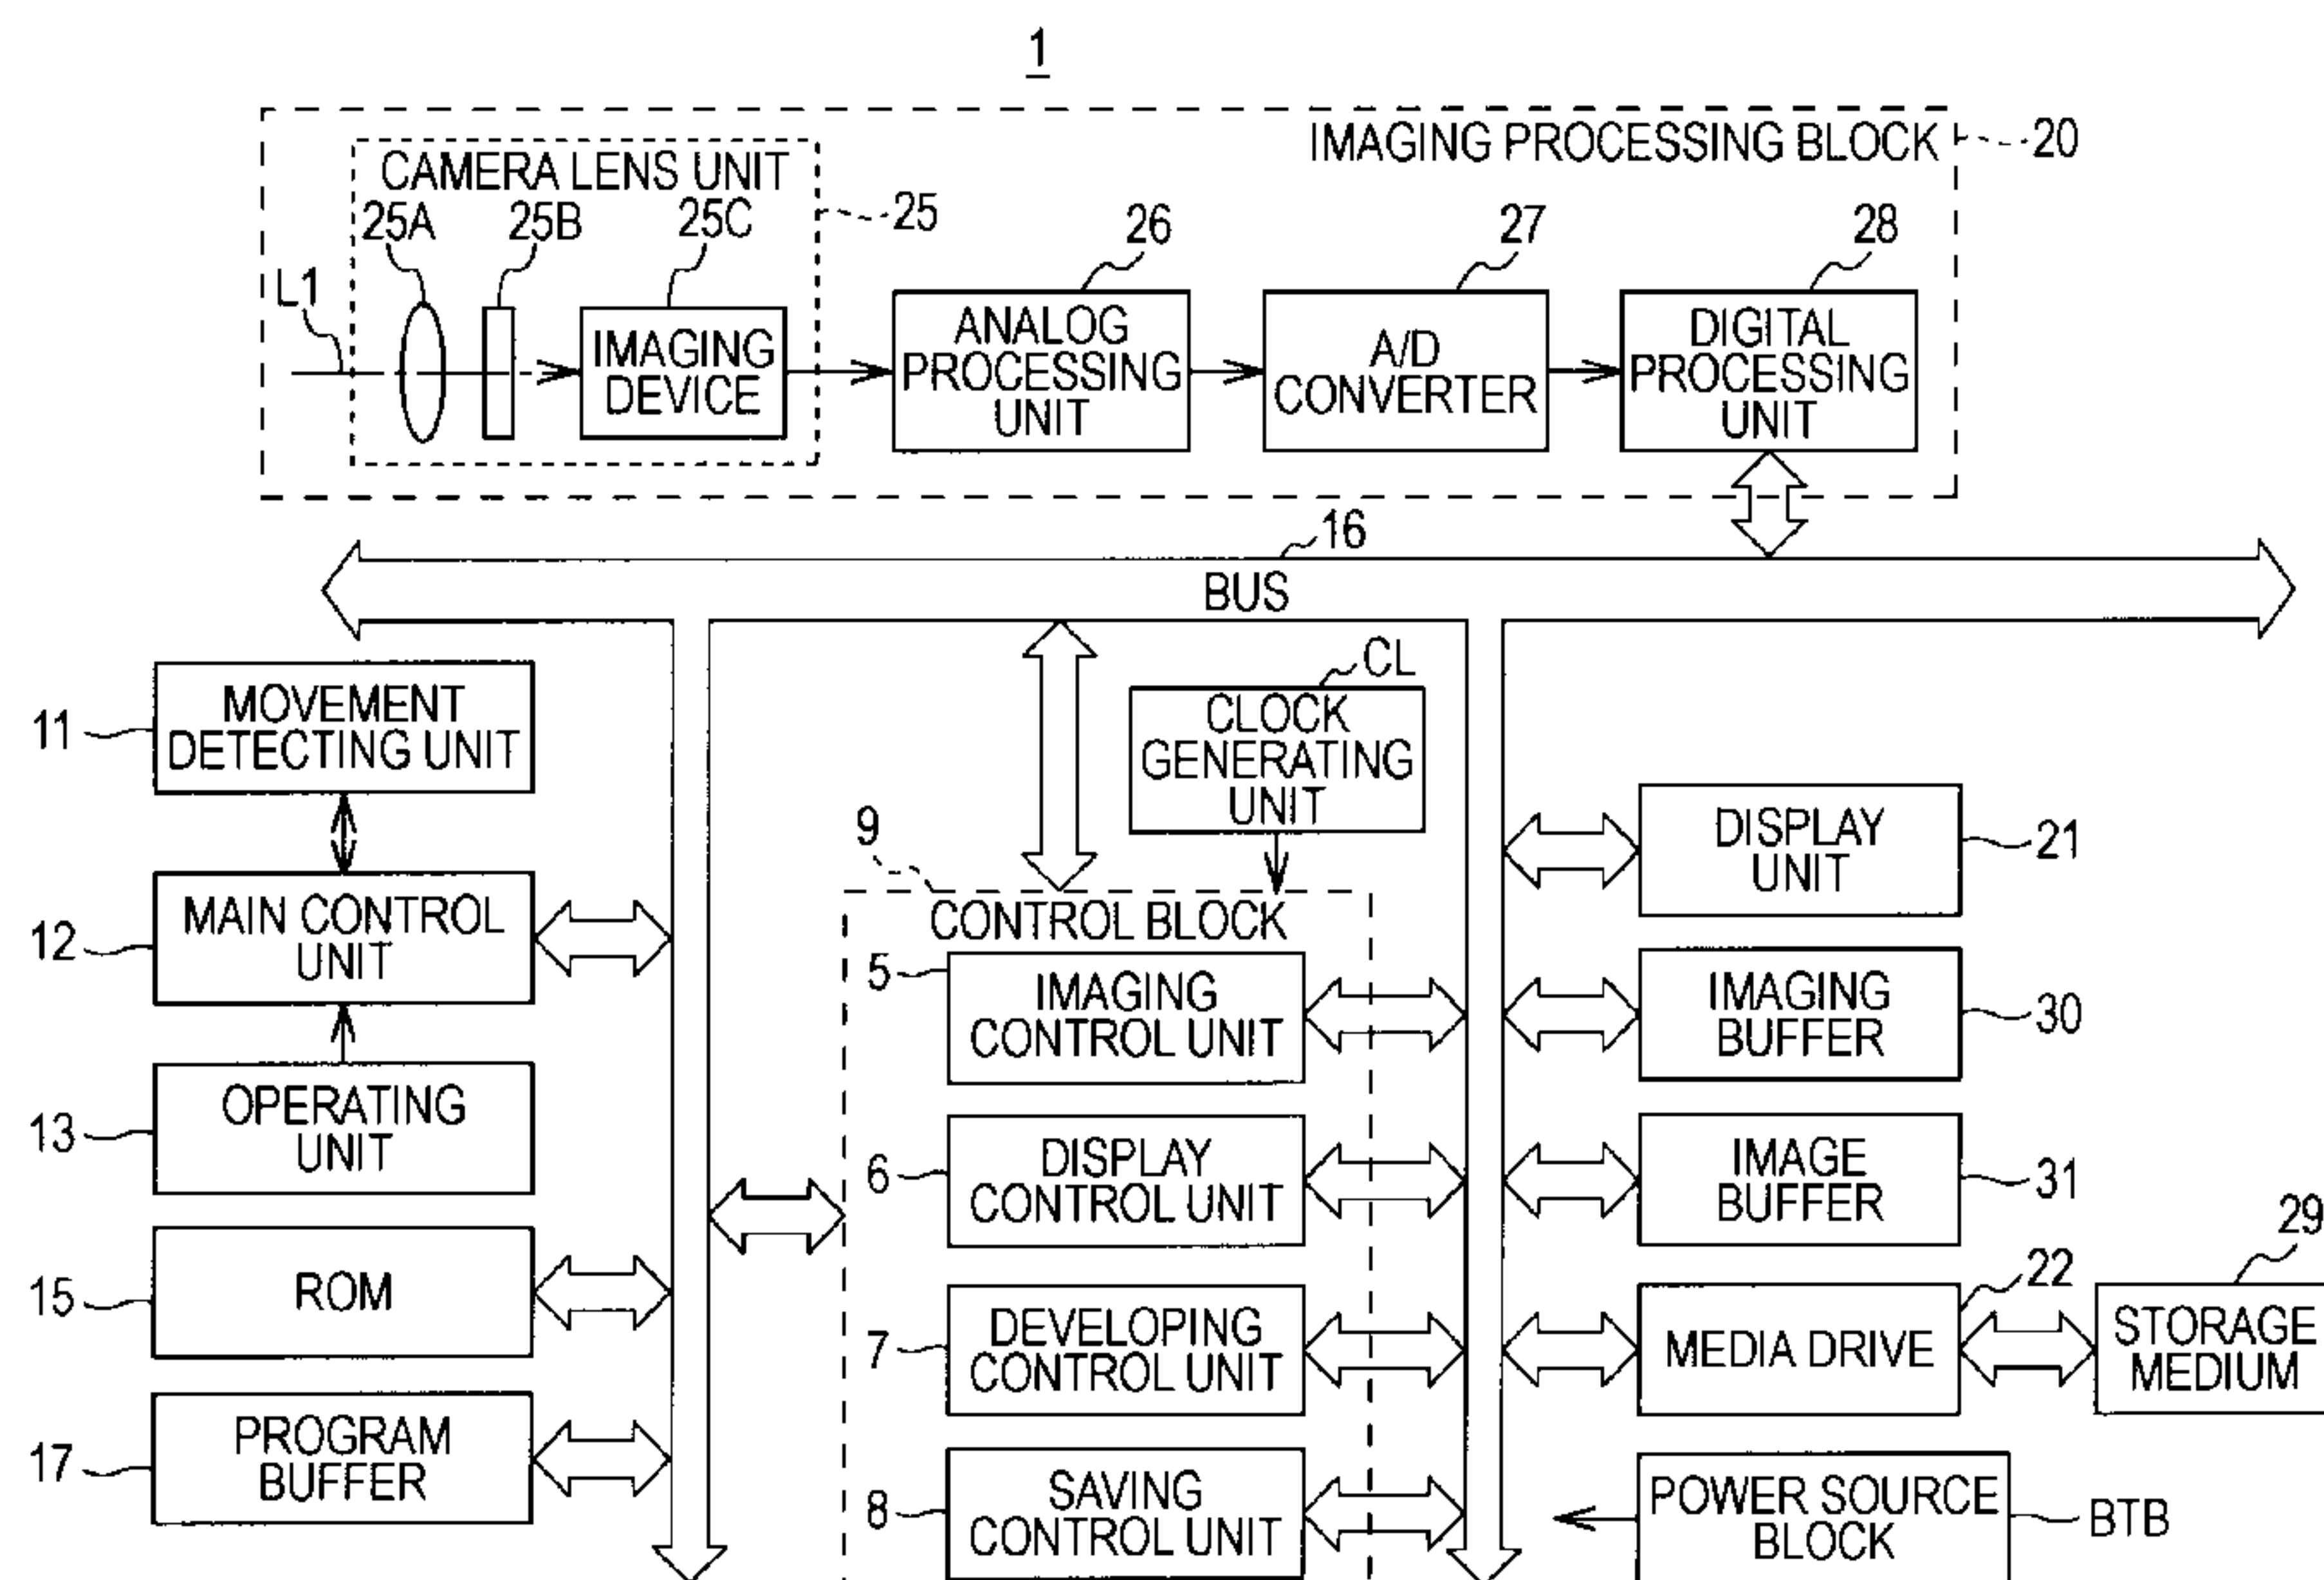 1
IMAGING PROCESSING BLOCK
20
CAMERA LENS UNIT
25
25A
25B
25C
26
27
28
L1
IMAGING
DEVICE
ANALOG
PROCESSING
UNIT
A/D
CONVERTER
DIGITAL
PROCESSING
UNIT
16
BUS
11
MOVEMENT
DETECTING UNIT
CL
CLOCK
GENERATING
UNIT
12
MAIN CONTROL
UNIT
13
OPERATING
UNIT
15
ROM
17
PROGRAM
BUFFER
9
CONTROL BLOCK
5
IMAGING
CONTROL UNIT
6
DISPLAY
CONTROL UNIT
7
DEVELOPING
CONTROL UNIT
8
SAVING
CONTROL UNIT
DISPLAY
UNIT
21
IMAGING
BUFFER
30
IMAGE
BUFFER
31
MEDIA DRIVE
22
STORAGE
MEDIUM
29
POWER SOURCE
BLOCK
BTB